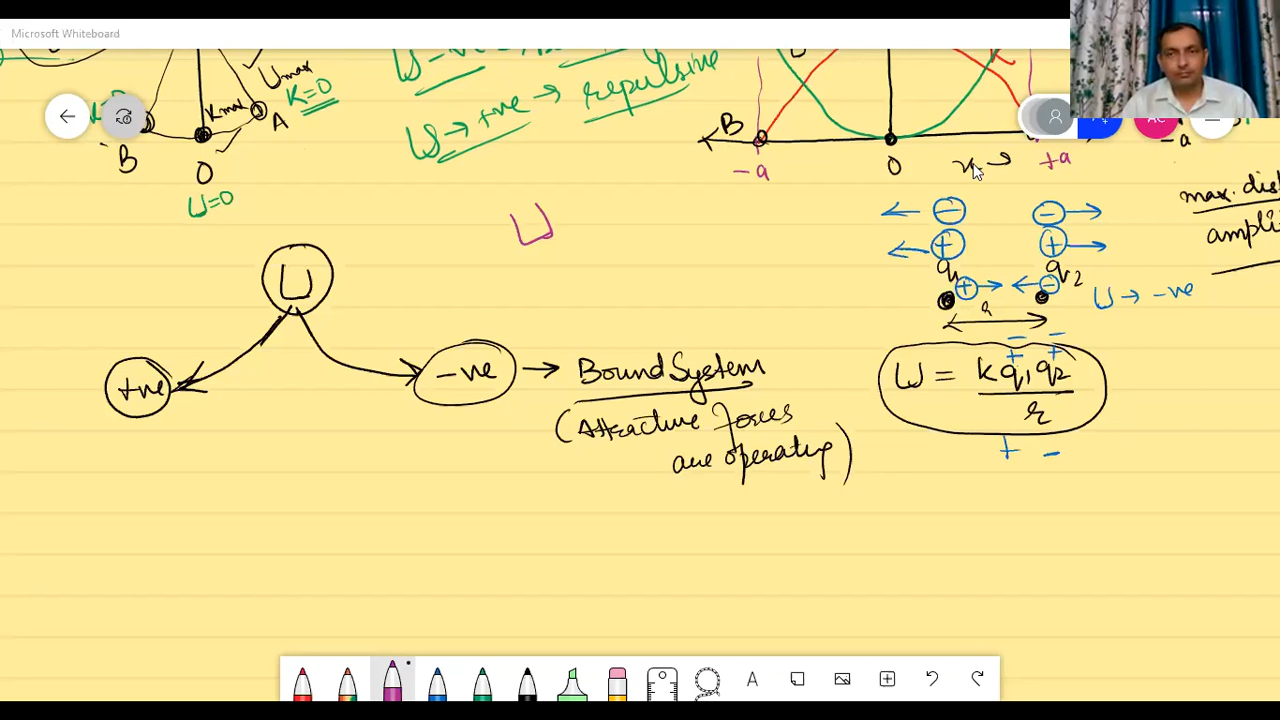 Microsoft Whiteboard
Umax
K=0
Kmax
A
B
O
U=0
U → +ve → repulsive
B
-a
O
x →
+a
-a
max. dis
ampli
U
U
+ve
-ve → Bound System
(Attractive forces
are operating)
- -
+ +
q1 q2
+ -
r
U → -ve
- -
+ +
U = kq1q2
r
+ -
A